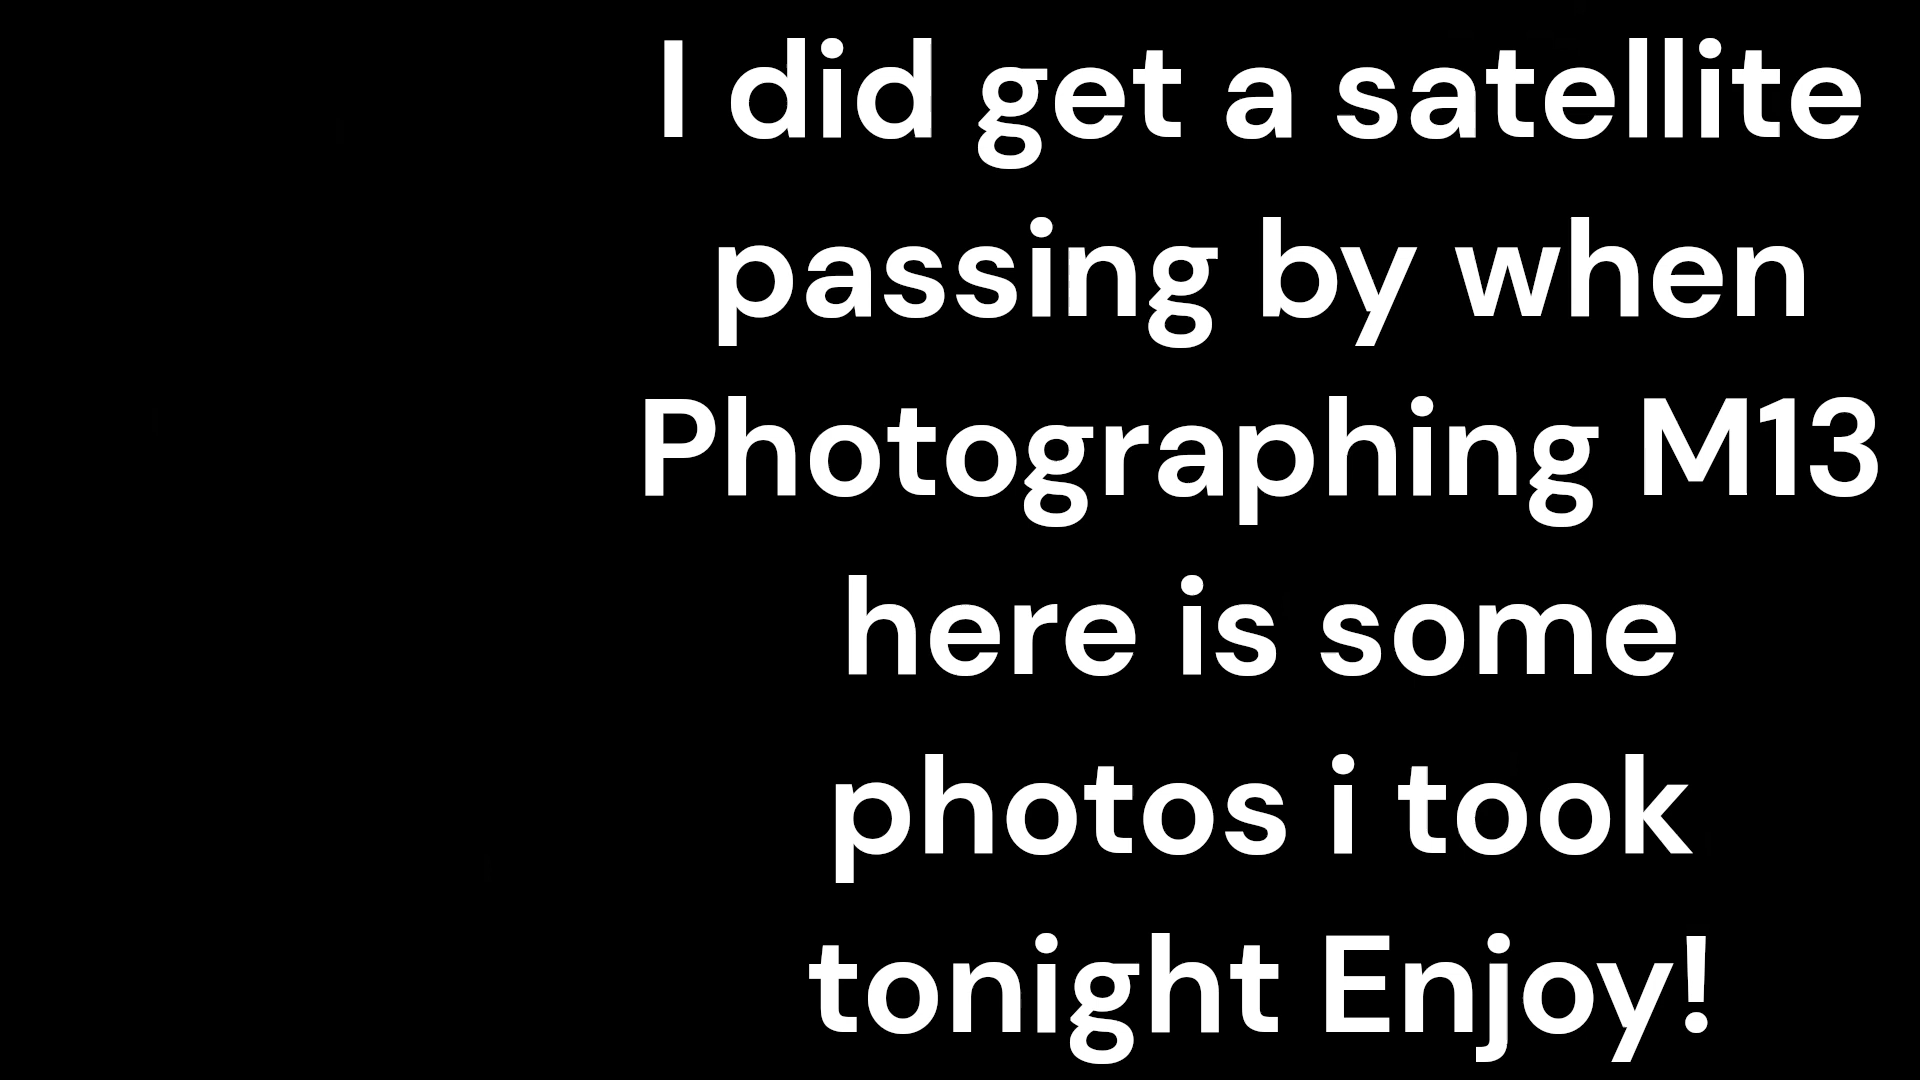 I did get a satellite
passing by when
Photographing M13
here is some
photos i took
tonight Enjoy!